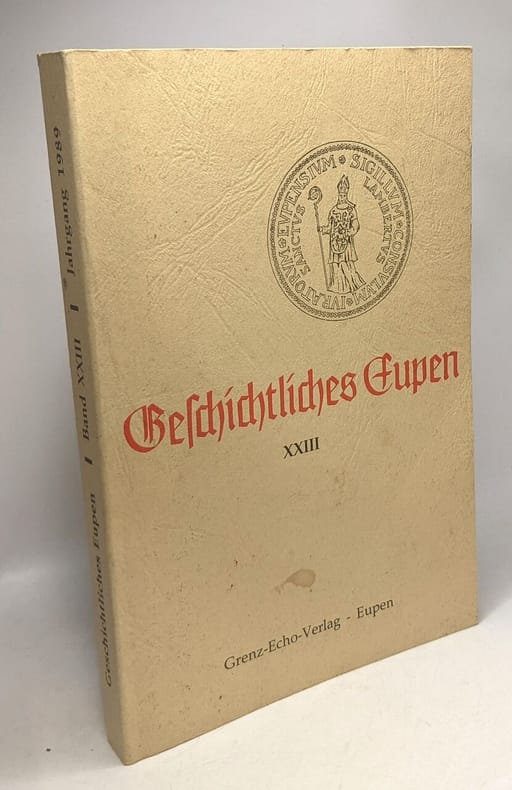 SIGILLVM • CONSVLVM • IVRATORVM • EVPENSIVM •
SANCTVS LAMBERTVS
Geschichtliches Eupen
XXIII
Grenz-Echo-Verlag - Eupen
Geschichtliches Eupen Band XXIII Jahrgang 1989